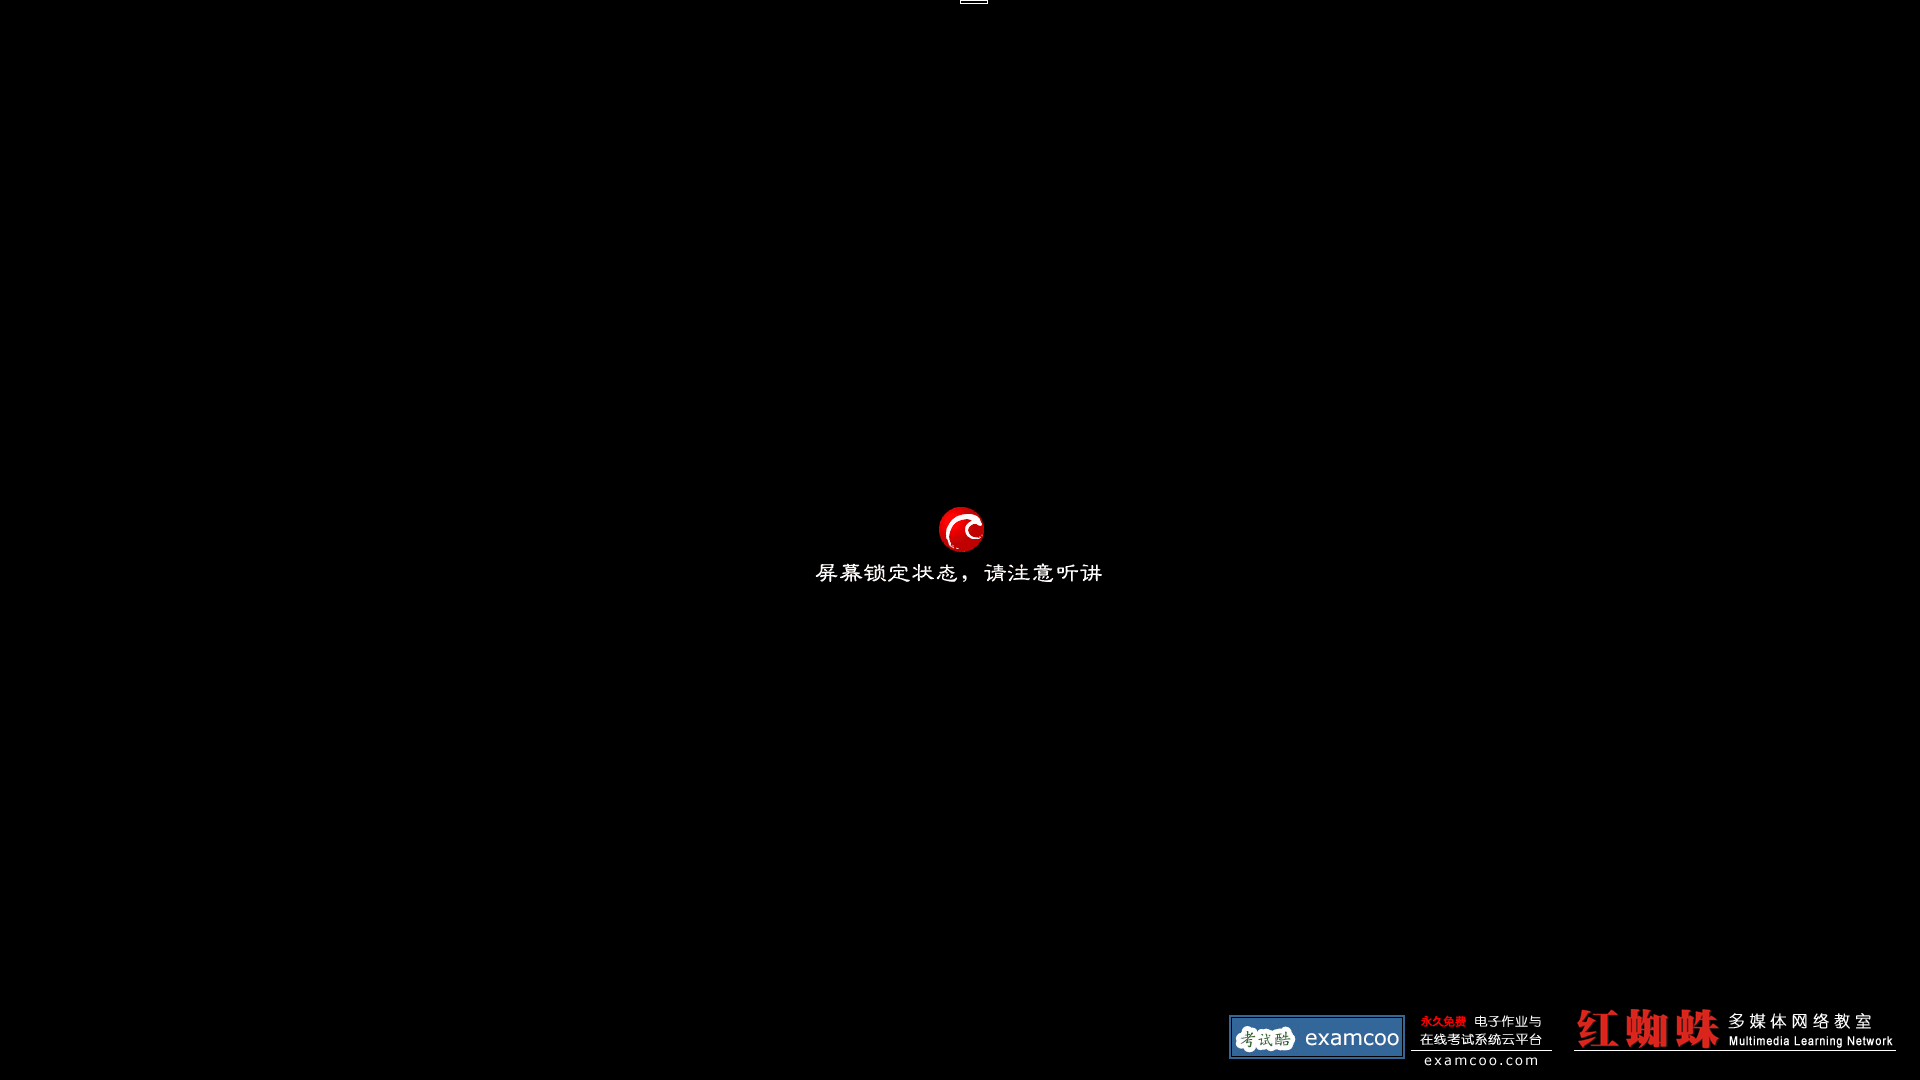 屏幕锁定状态，请注意听讲
考试酷 examcoo
永久免费 电子作业与
在线考试系统云平台
examcoo.com
红蜘蛛
多媒体网络教室
Multimedia Learning Network